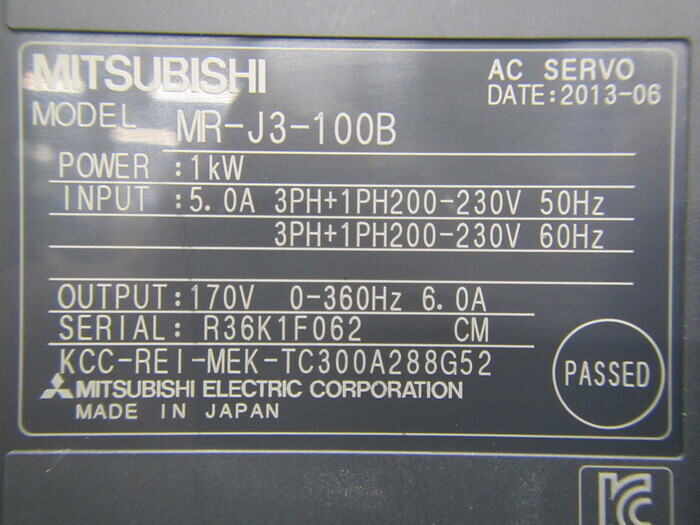 MITSUBISHI AC SERVO
DATE:2013-06
MODEL MR-J3-100B
POWER :1kW
INPUT :5.0A 3PH+1PH200-230V 50Hz
3PH+1PH200-230V 60Hz
OUTPUT:170V 0-360Hz 6.0A
SERIAL: R36K1F062 CM
KCC-REI-MEK-TC300A288G52
PASSED
MITSUBISHI ELECTRIC CORPORATION
MADE IN JAPAN